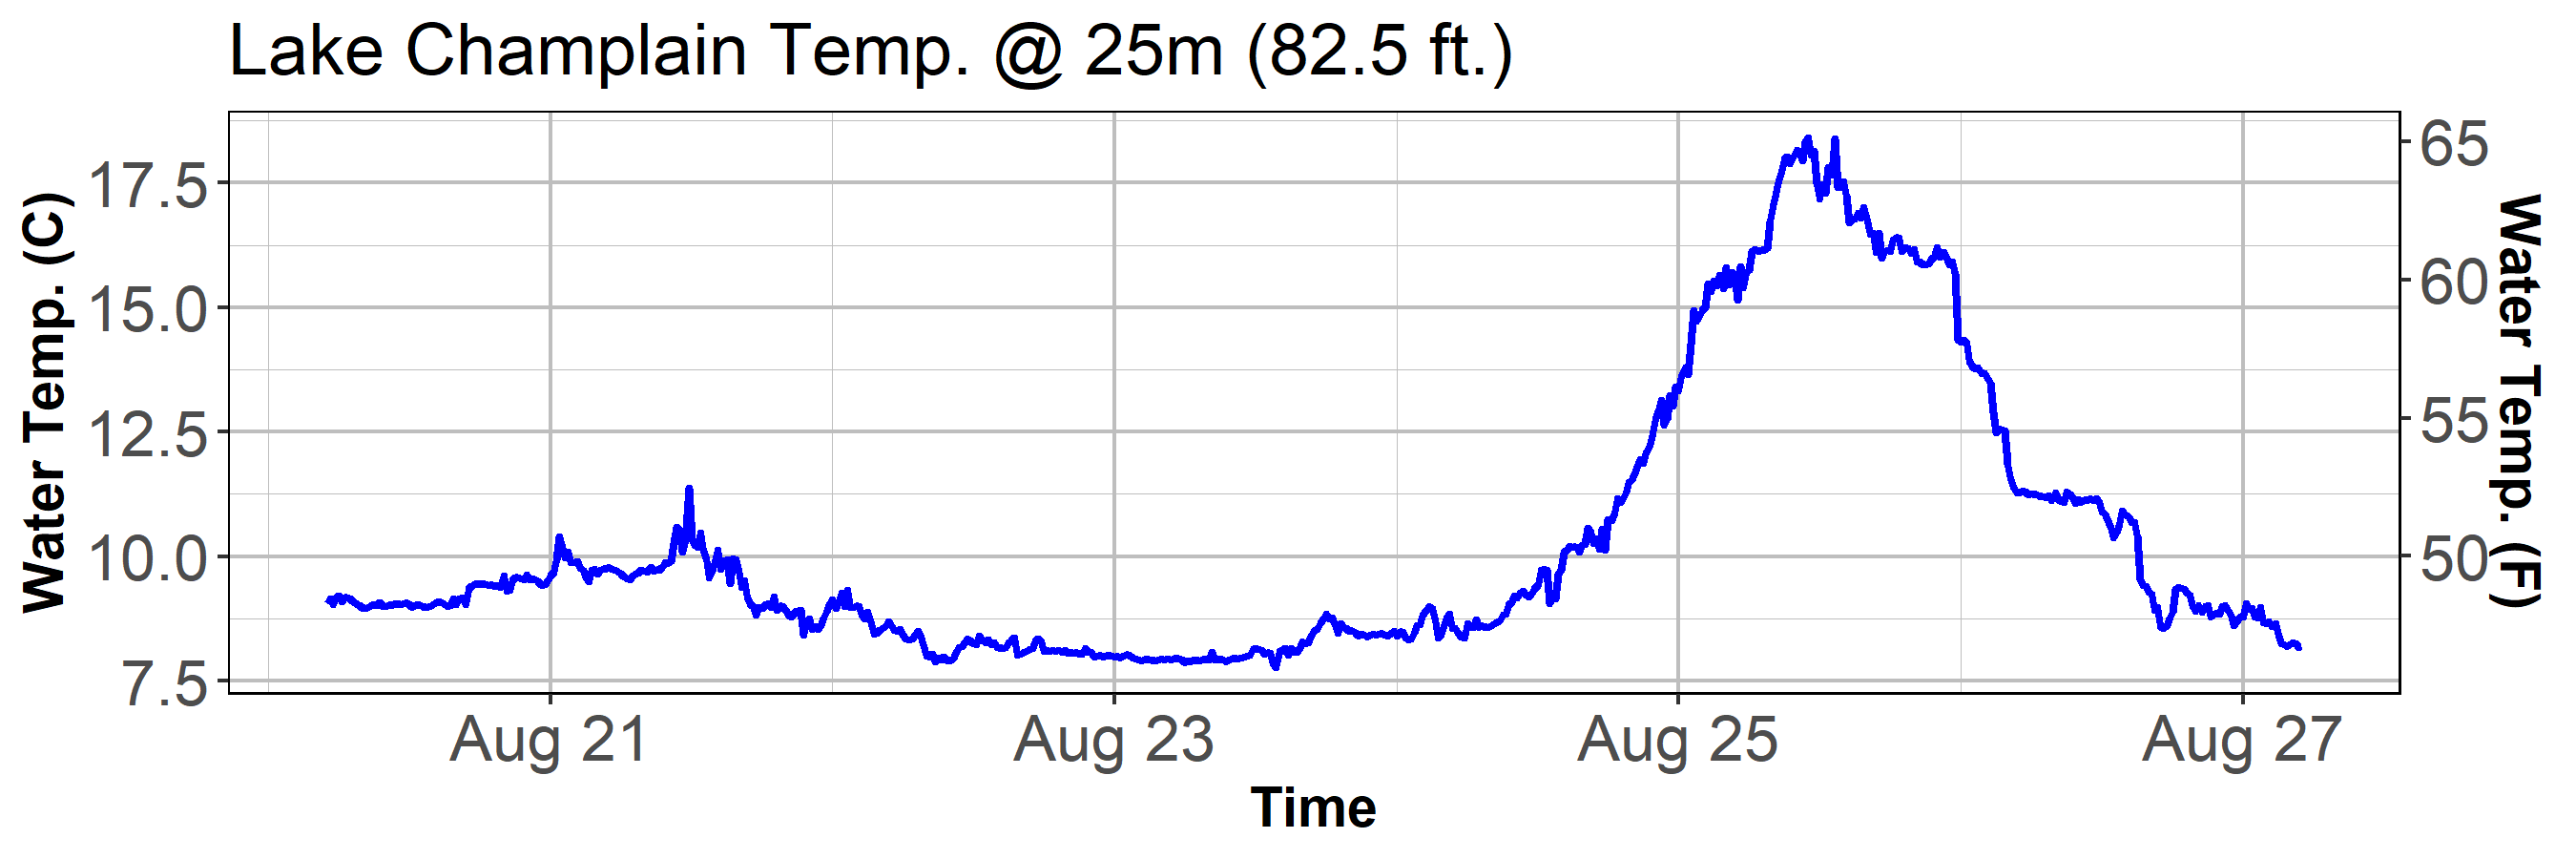 Lake Champlain Temp. @ 25m (82.5 ft.)
Water Temp. (C)
17.5
15.0
12.5
10.0
7.5
65
60
55
50
Water Temp. (F)
Aug 21 Aug 23 Aug 25 Aug 27
Time